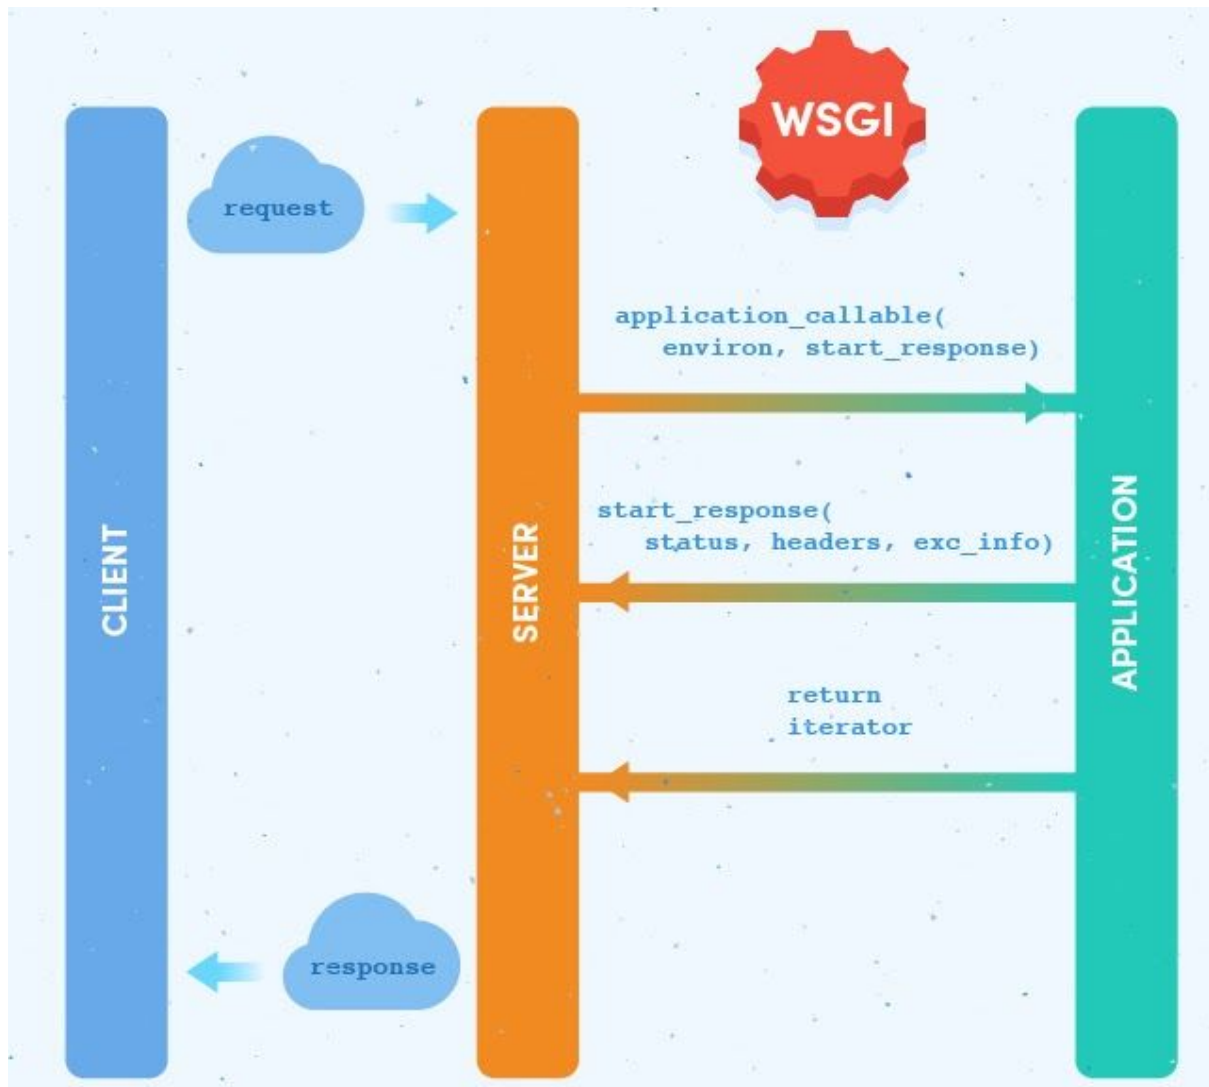 WSGI
request
application_callable(
environ, start_response)
start_response(
status, headers, exc_info)
CLIENT
SERVER
APPLICATION
return
iterator
response